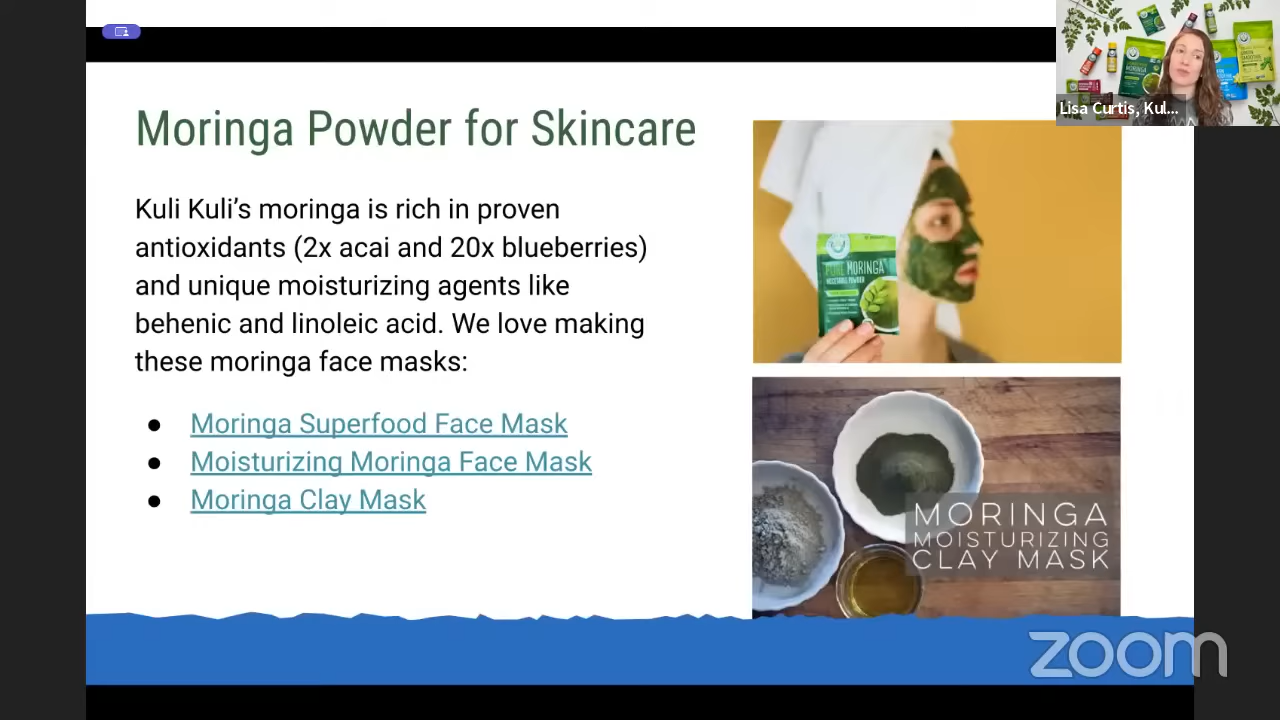 Moringa Powder for Skincare
Kuli Kuli’s moringa is rich in proven
antioxidants (2x acai and 20x blueberries)
and unique moisturizing agents like
behenic and linoleic acid. We love making
these moringa face masks:
● Moringa Superfood Face Mask
● Moisturizing Moringa Face Mask
● Moringa Clay Mask
PURE MORINGA
VEGETABLE POWDER
MORINGA
MOISTURIZING
CLAY MASK
Lisa Curtis, Kul...
zoom